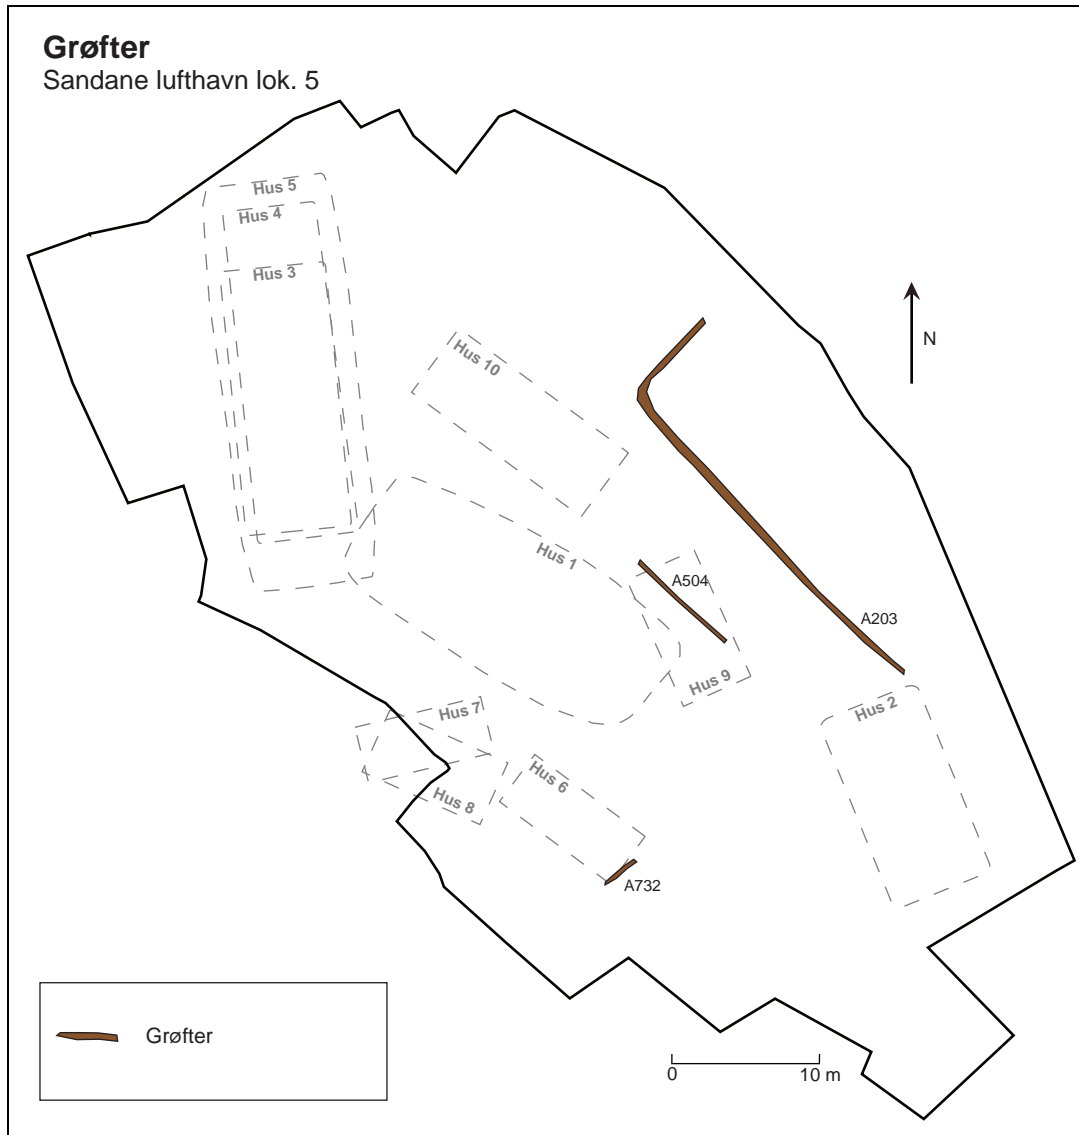 Grøfter
Sandane lufthavn lok. 5
Hus 5
Hus 4
Hus 3
N
Hus 10
Hus 1
A504
A203
Hus 9
Hus 2
Hus 7
Hus 6
Hus 8
A732
Grøfter
0 10 m